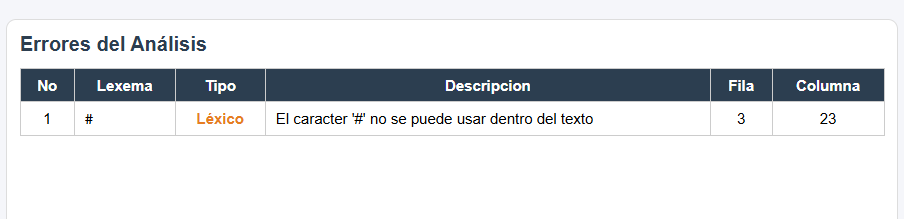 Errores del Análisis
No Lexema Tipo Descripcion Fila Columna
1 # Léxico El caracter '#' no se puede usar dentro del texto 3 23